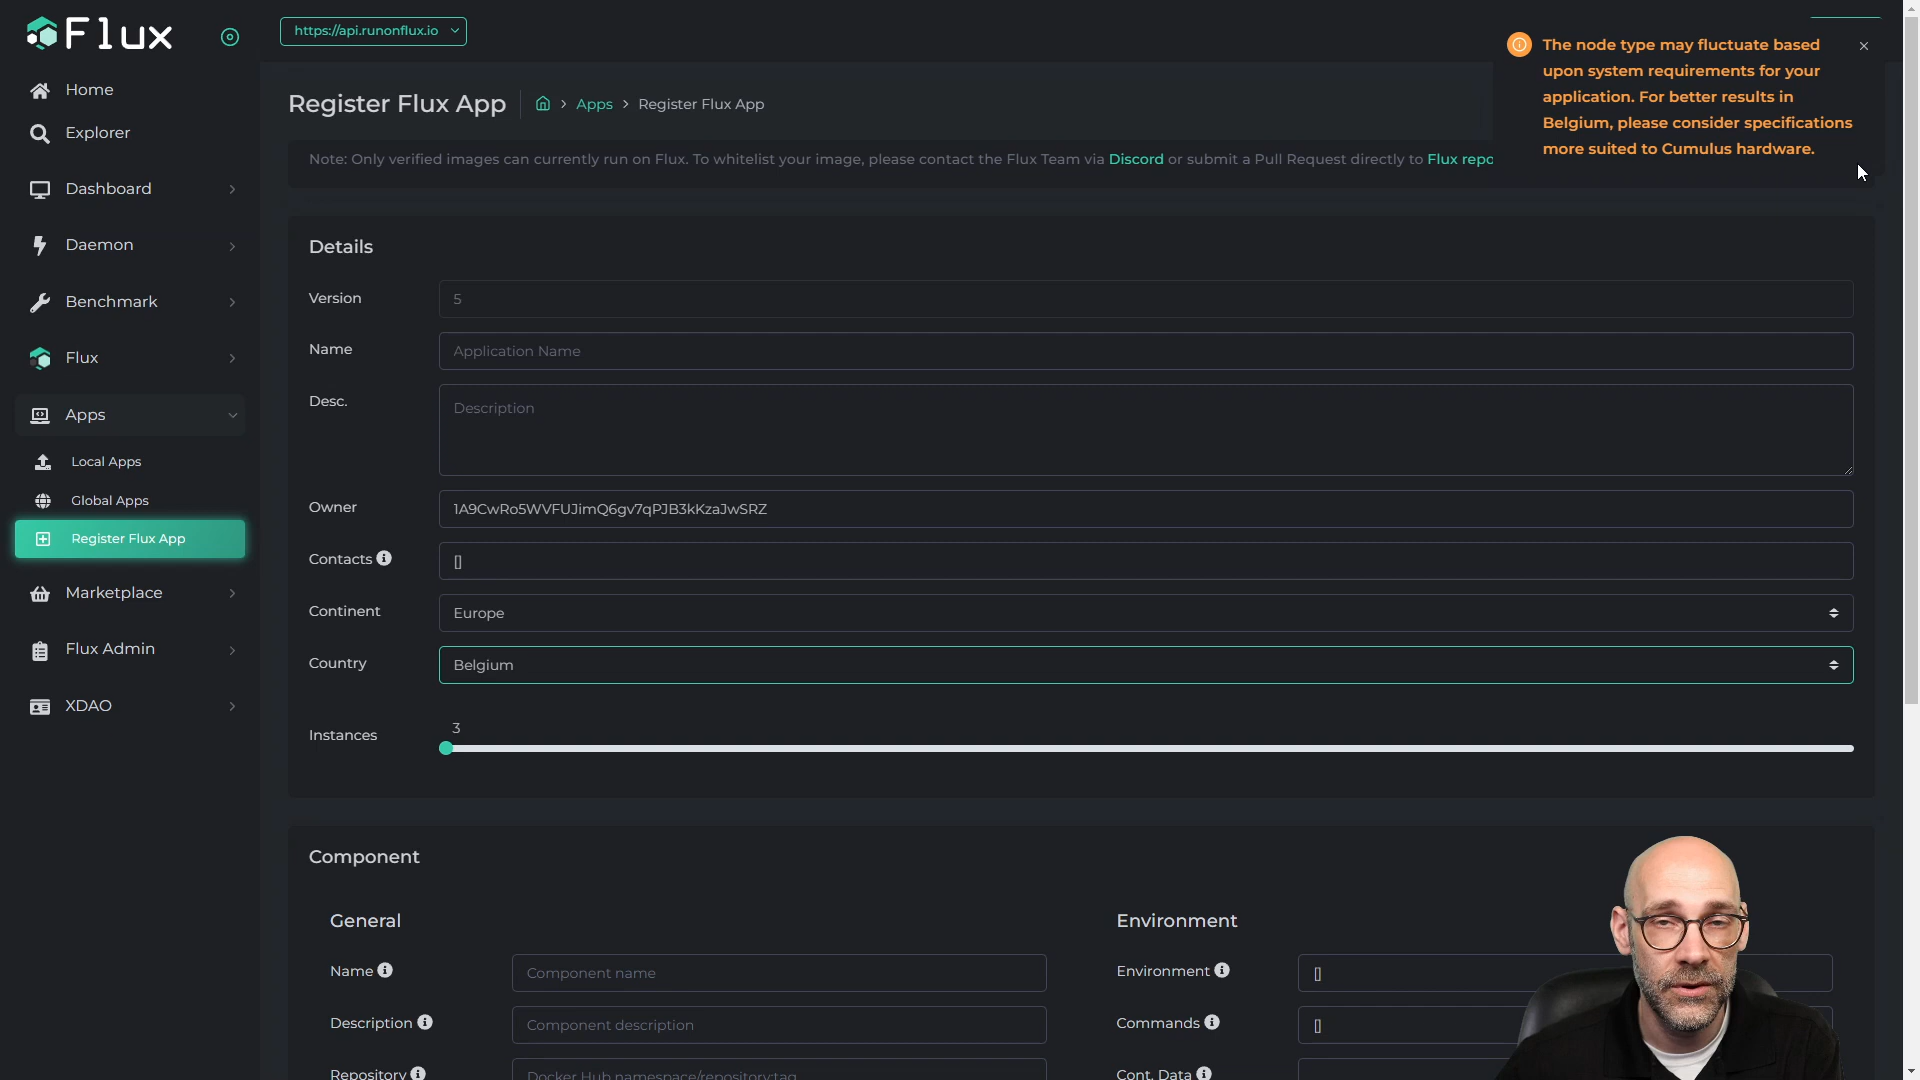 Flux
https://api.runonflux.io
The node type may fluctuate based
upon system requirements for your
application. For better results in
Belgium, please consider specifications
more suited to Cumulus hardware.
Home
Explorer
Dashboard
Daemon
Benchmark
Flux
Apps
Local Apps
Global Apps
Register Flux App
Marketplace
Flux Admin
XDAO
Register Flux App
Apps
Register Flux App
Note: Only verified images can currently run on Flux. To whitelist your image, please contact the Flux Team via Discord or submit a Pull Request directly to Flux repo
Details
Version
5
Name
Application Name
Desc.
Description
Owner
1A9CwRo5WVFUJimQ6gv7qPJB3kKzaJwSRZ
Contacts
[]
Continent
Europe
Country
Belgium
Instances
3
Component
General
Name
Component name
Description
Component description
Repository
Docker Hub namespace/repository:tag
Environment
Environment
[]
Commands
[]
Cont. Data